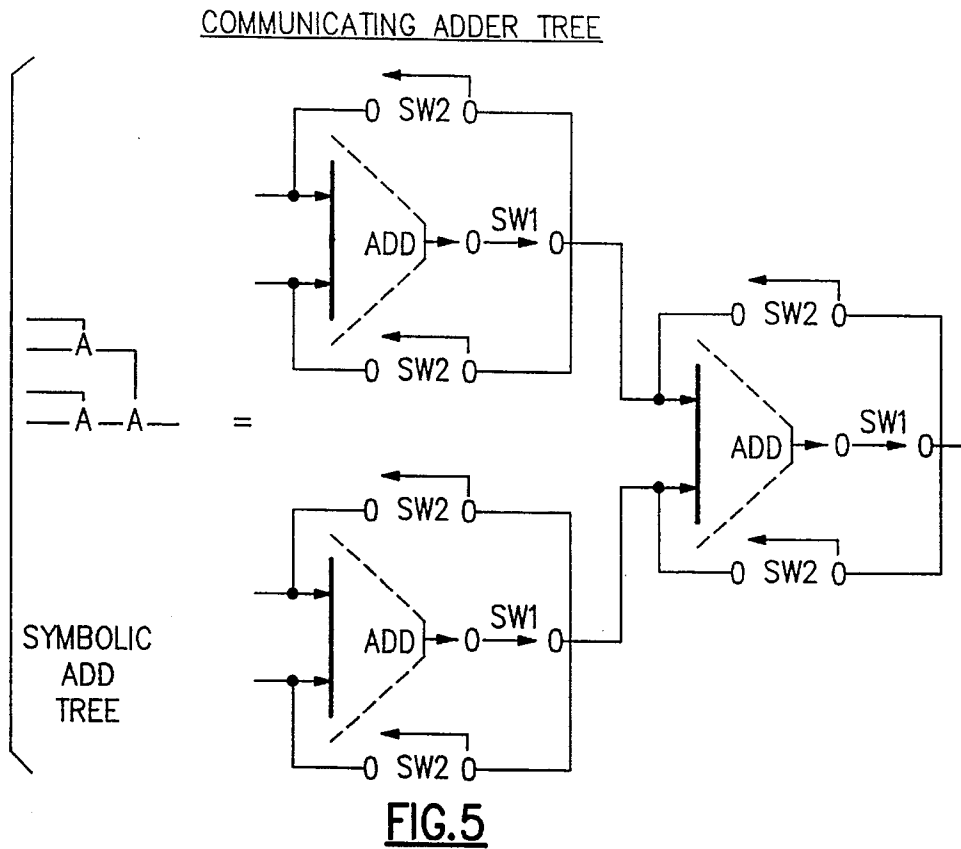 COMMUNICATING ADDER TREE
SW2
SW1
ADD
SW2
SW2
A
SW1
A A =
ADD
SW2
SW2
SW1
SYMBOLIC
ADD
ADD
TREE
SW2
FIG.5